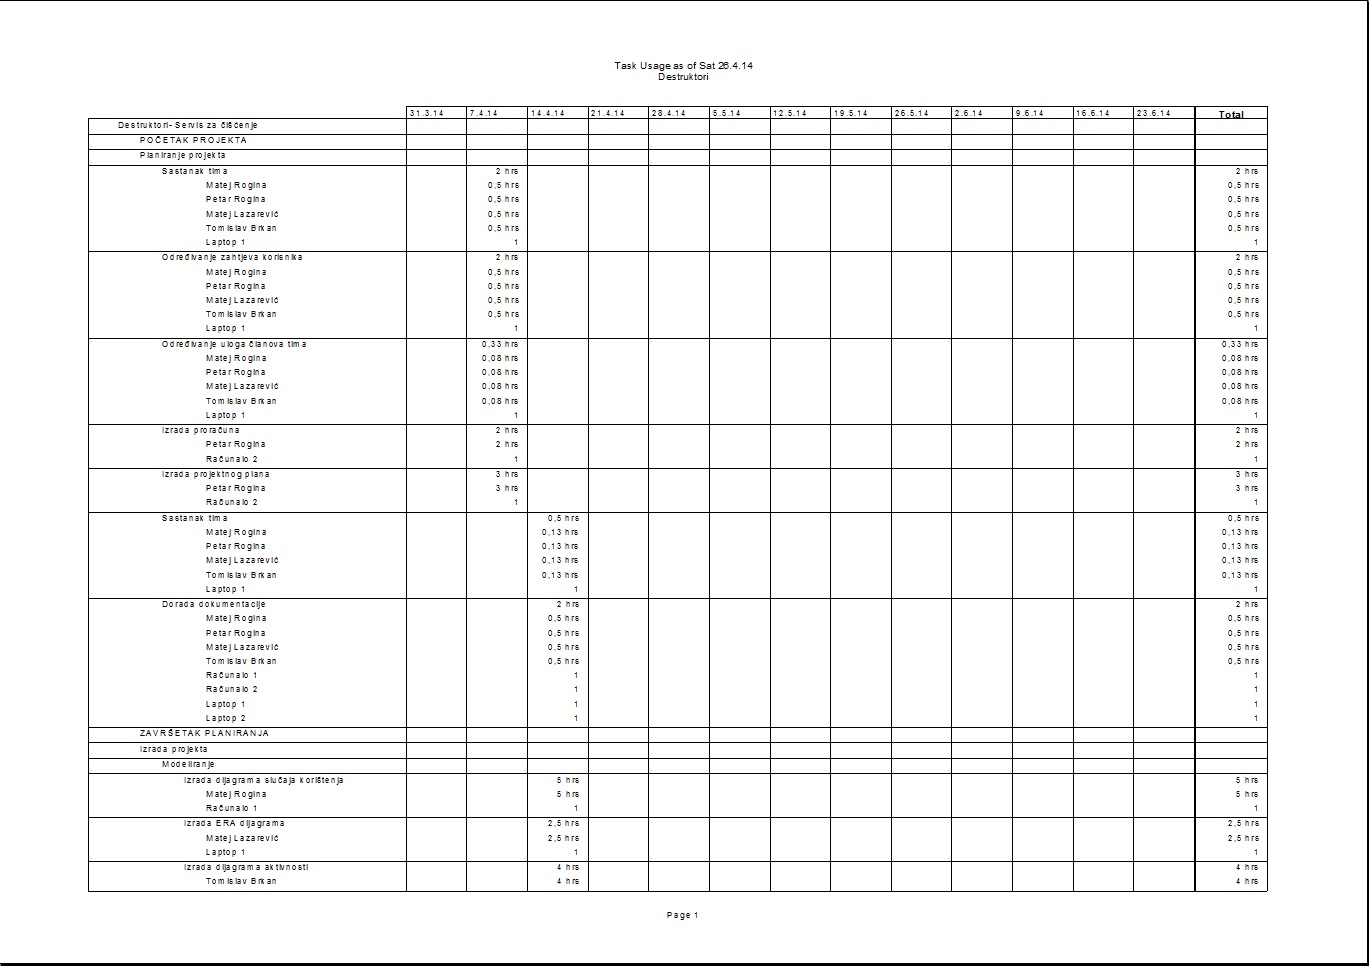 Task Usage as of Sat 26.4.14
Destruktori
31.3.14 7.4.14 14.4.14 21.4.14 28.4.14 5.5.14 12.5.14 19.5.14 26.5.14 2.6.14 9.6.14 16.6.14 23.6.14 Total
Destruktori- Servis za čišćenje
POČETAK PROJEKTA
Planiranje projekta
Sastanak tima 2 hrs 2 hrs
Matej Rogina 0,5 hrs 0,5 hrs
Petar Rogina 0,5 hrs 0,5 hrs
Matej Lazarević 0,5 hrs 0,5 hrs
Tomislav Brkan 0,5 hrs 0,5 hrs
Laptop 1 1 1
Određivanje zahtjeva korisnika 2 hrs 2 hrs
Matej Rogina 0,5 hrs 0,5 hrs
Petar Rogina 0,5 hrs 0,5 hrs
Matej Lazarević 0,5 hrs 0,5 hrs
Tomislav Brkan 0,5 hrs 0,5 hrs
Laptop 1 1 1
Određivanje uloga članova tima 0,33 hrs 0,33 hrs
Matej Rogina 0,08 hrs 0,08 hrs
Petar Rogina 0,08 hrs 0,08 hrs
Matej Lazarević 0,08 hrs 0,08 hrs
Tomislav Brkan 0,08 hrs 0,08 hrs
Laptop 1 1 1
Izrada proračuna 2 hrs 2 hrs
Petar Rogina 2 hrs 2 hrs
Računalo 2 1 1
Izrada projektnog plana 3 hrs 3 hrs
Petar Rogina 3 hrs 3 hrs
Računalo 2 1 1
Sastanak tima 0,5 hrs 0,5 hrs
Matej Rogina 0,13 hrs 0,13 hrs
Petar Rogina 0,13 hrs 0,13 hrs
Matej Lazarević 0,13 hrs 0,13 hrs
Tomislav Brkan 0,13 hrs 0,13 hrs
Laptop 1 1 1
Dorada dokumentacije 2 hrs 2 hrs
Matej Rogina 0,5 hrs 0,5 hrs
Petar Rogina 0,5 hrs 0,5 hrs
Matej Lazarević 0,5 hrs 0,5 hrs
Tomislav Brkan 0,5 hrs 0,5 hrs
Računalo 1 1 1
Računalo 2 1 1
Laptop 1 1 1
Laptop 2 1 1
ZAVRŠETAK PLANIRANJA
Izrada projekta
Modeliranje
Izrada dijagrama slučaja korištenja 5 hrs 5 hrs
Matej Rogina 5 hrs 5 hrs
Računalo 1 1 1
Izrada ERA dijagrama 2,5 hrs 2,5 hrs
Matej Lazarević 2,5 hrs 2,5 hrs
Laptop 1 1 1
Izrada dijagrama aktivnosti 4 hrs 4 hrs
Tomislav Brkan 4 hrs 4 hrs
Page 1